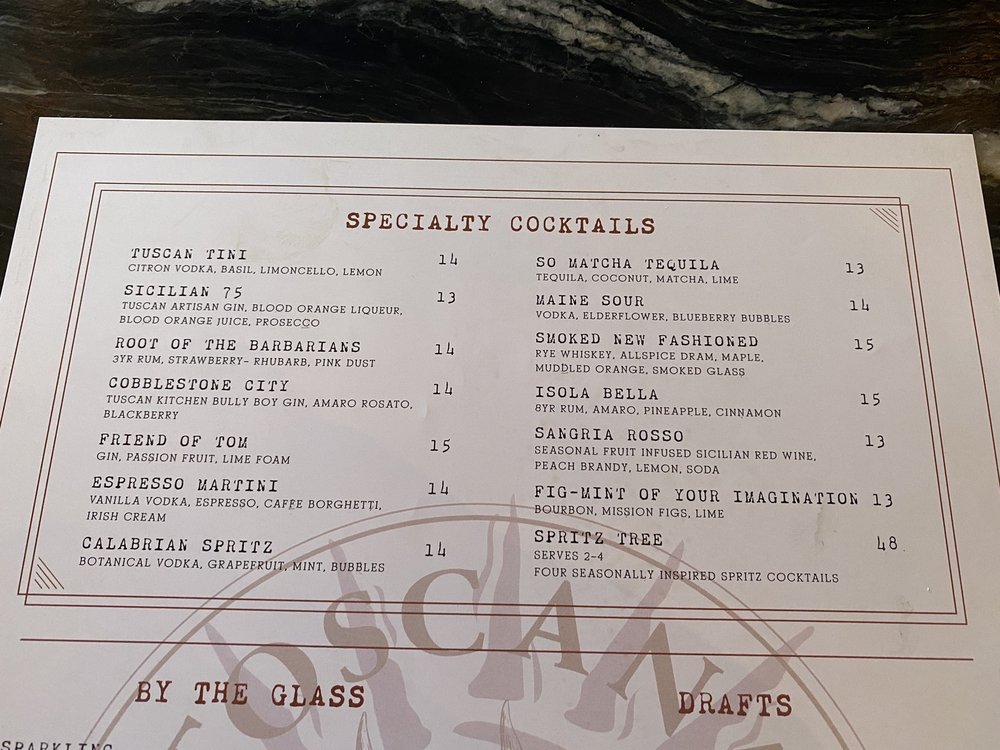 SPECIALTY COCKTAILS
TUSCAN TINI 14
CITRON VODKA, BASIL, LIMONCELLO, LEMON
SICILIAN 75 13
TUSCAN ARTISAN GIN, BLOOD ORANGE LIQUEUR,
BLOOD ORANGE JUICE, PROSECCO
ROOT OF THE BARBARIANS 14
3YR RUM, STRAWBERRY- RHUBARB, PINK DUST
COBBLESTONE CITY 14
TUSCAN KITCHEN BULLY BOY GIN, AMARO ROSATO,
BLACKBERRY
FRIEND OF TOM 15
GIN, PASSION FRUIT, LIME FOAM
ESPRESSO MARTINI 14
VANILLA VODKA, ESPRESSO, CAFFE BORGHETTI,
IRISH CREAM
CALABRIAN SPRITZ 14
BOTANICAL VODKA, GRAPEFRUIT, MINT, BUBBLES
SO MATCHA TEQUILA 13
TEQUILA, COCONUT, MATCHA, LIME
MAINE SOUR 14
VODKA, ELDERFLOWER, BLUEBERRY BUBBLES
SMOKED NEW FASHIONED 15
RYE WHISKEY, ALLSPICE DRAM, MAPLE,
MUDDLED ORANGE, SMOKED GLASS
ISOLA BELLA 15
8YR RUM, AMARO, PINEAPPLE, CINNAMON
SANGRIA ROSSO 13
SEASONAL FRUIT INFUSED SICILIAN RED WINE,
PEACH BRANDY, LEMON, SODA
FIG-MINT OF YOUR IMAGINATION 13
BOURBON, MISSION FIGS, LIME
SPRITZ TREE 48
SERVES 2-4
FOUR SEASONALLY INSPIRED SPRITZ COCKTAILS
TOSCAN
BY THE GLASS
DRAFTS
SPARKLING